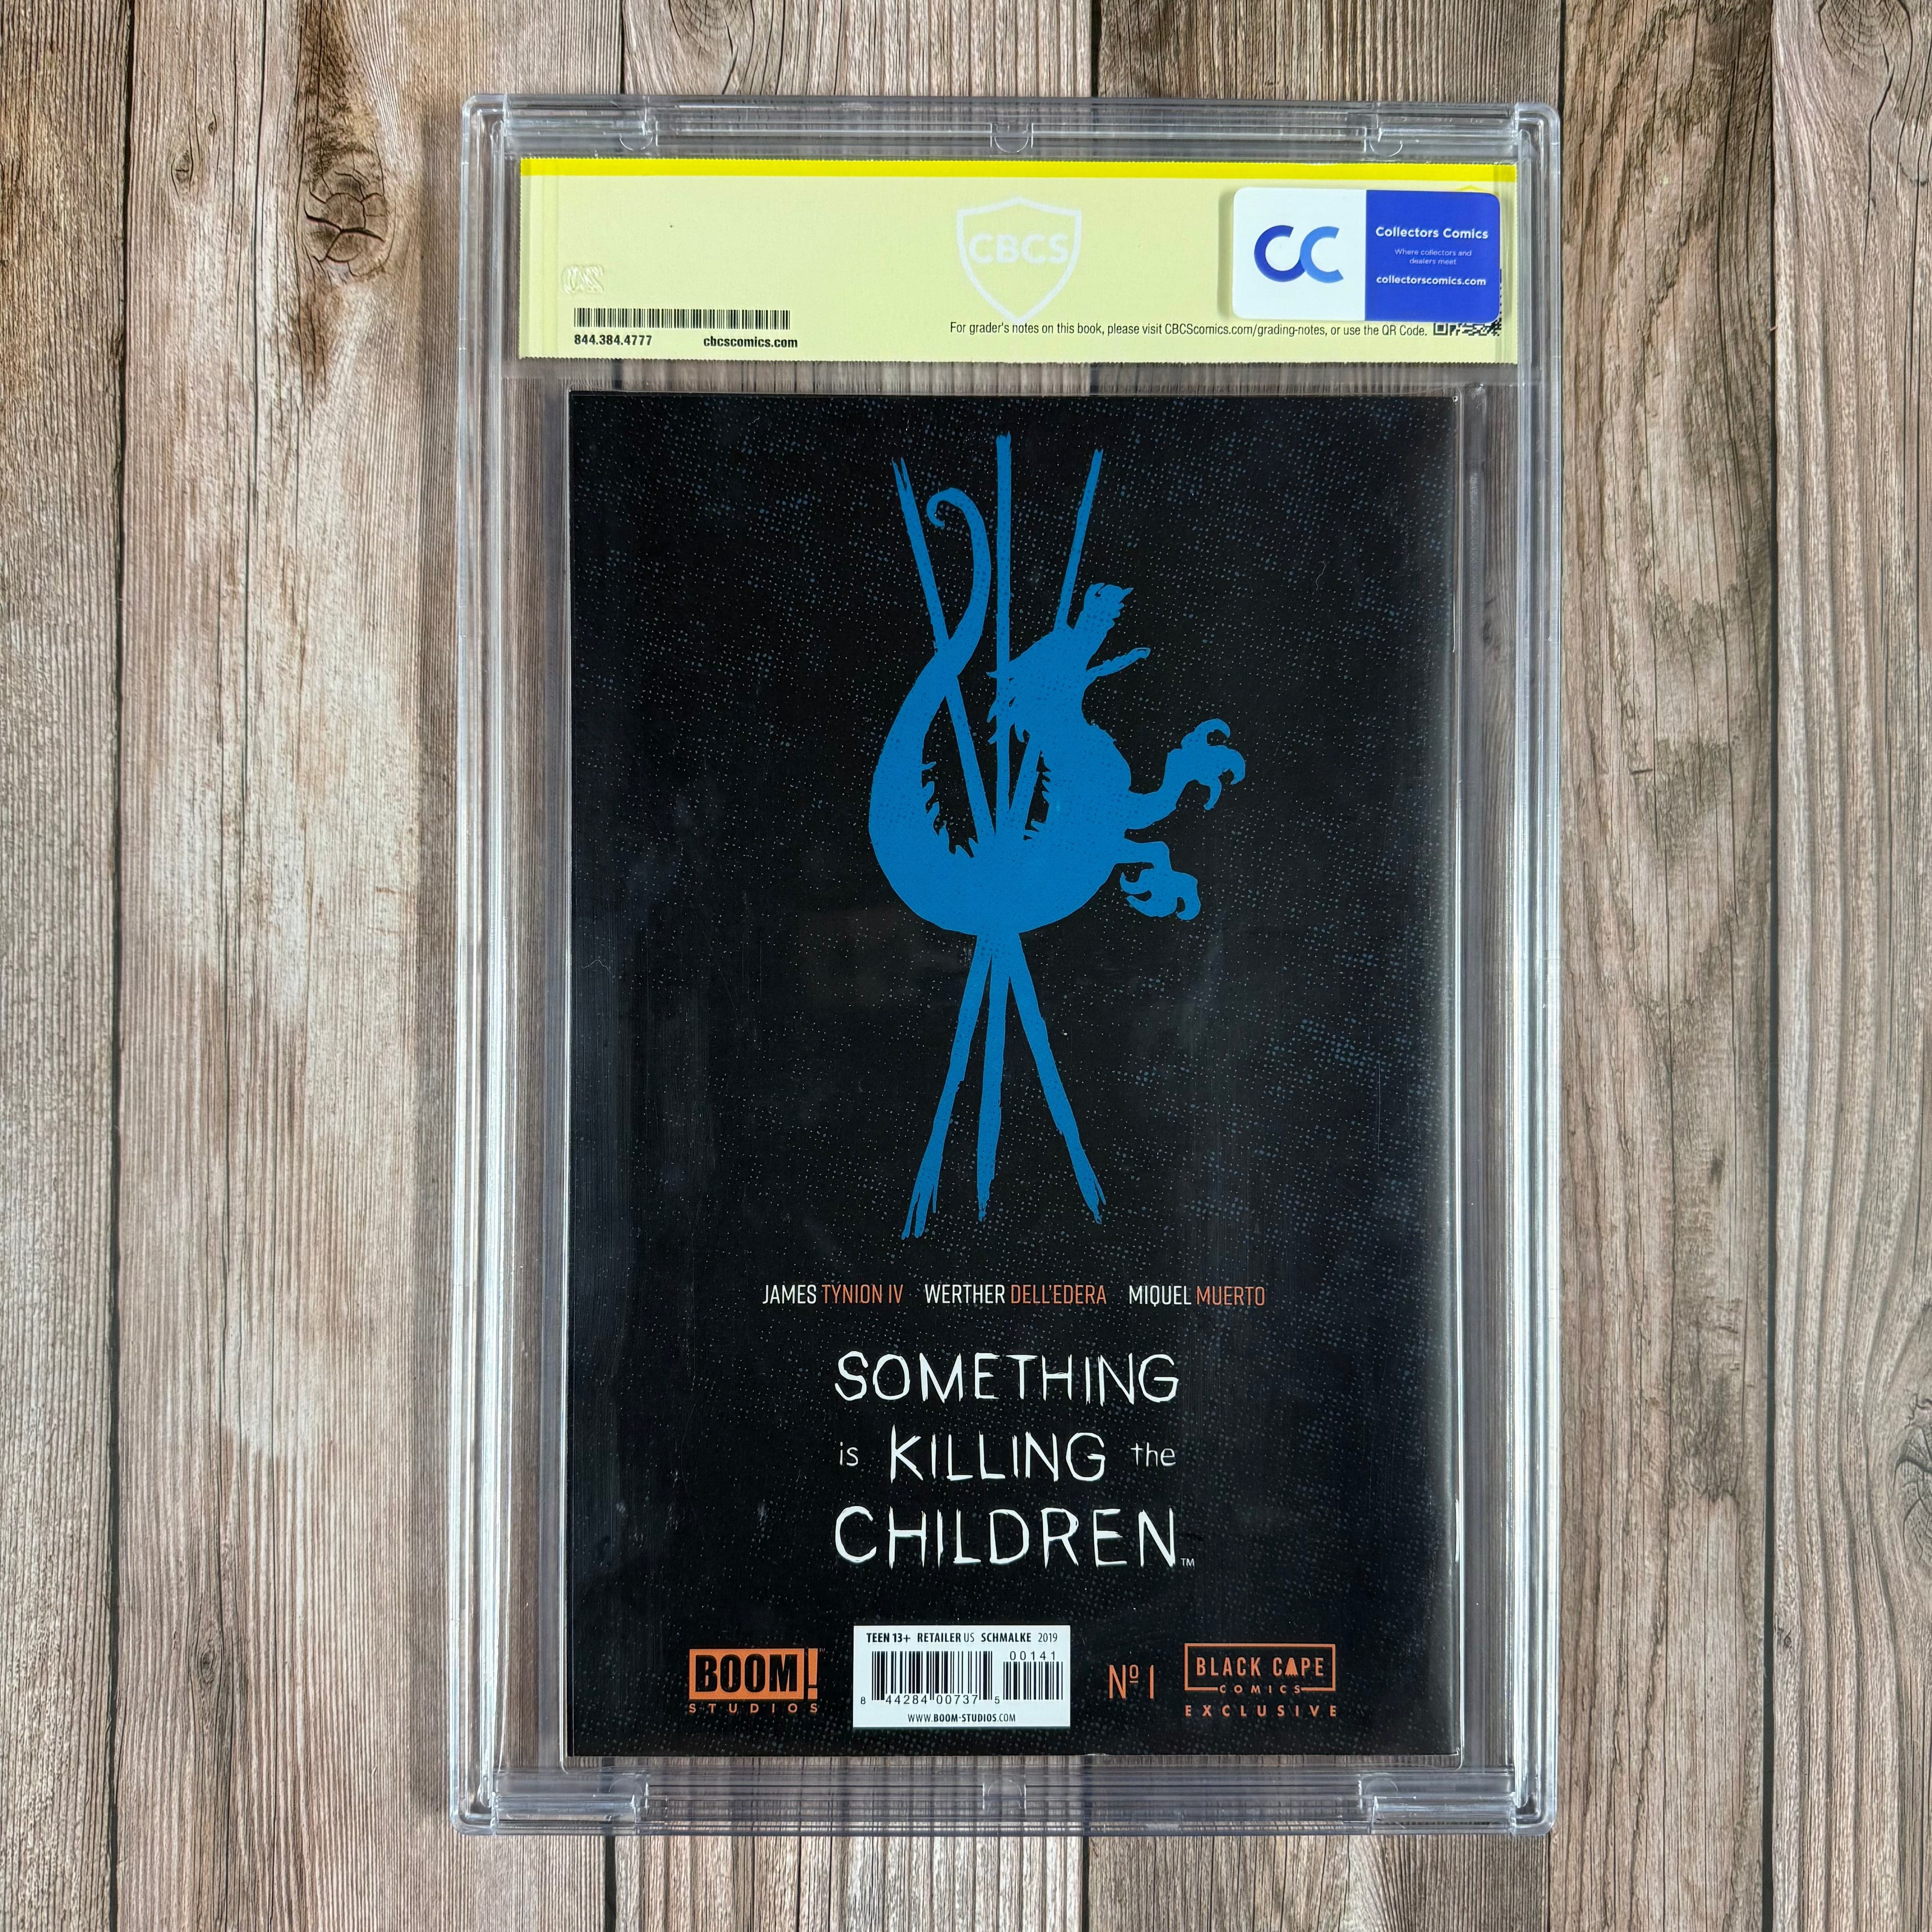 CBCS
CC
Collectors Comics
Where collectors and
dealers meet
collectorscomics.com
844.384.4777 cbcscomics.com
For grader's notes on this book, please visit CBCScomics.com/grading-notes, or use the QR Code.
JAMES TYNION IV WERTHER DELL'EDERA MIQUEL MUERTO
SOMETHING
is KILLING the
CHILDREN™
BOOM!
STUDIOS
TEEN 13+ RETAILER US SCHMALKE 2019
00141
8 44284 00737 5
WWW.BOOM-STUDIOS.COM
Nº 1
BLACK CAPE
COMICS
EXCLUSIVE